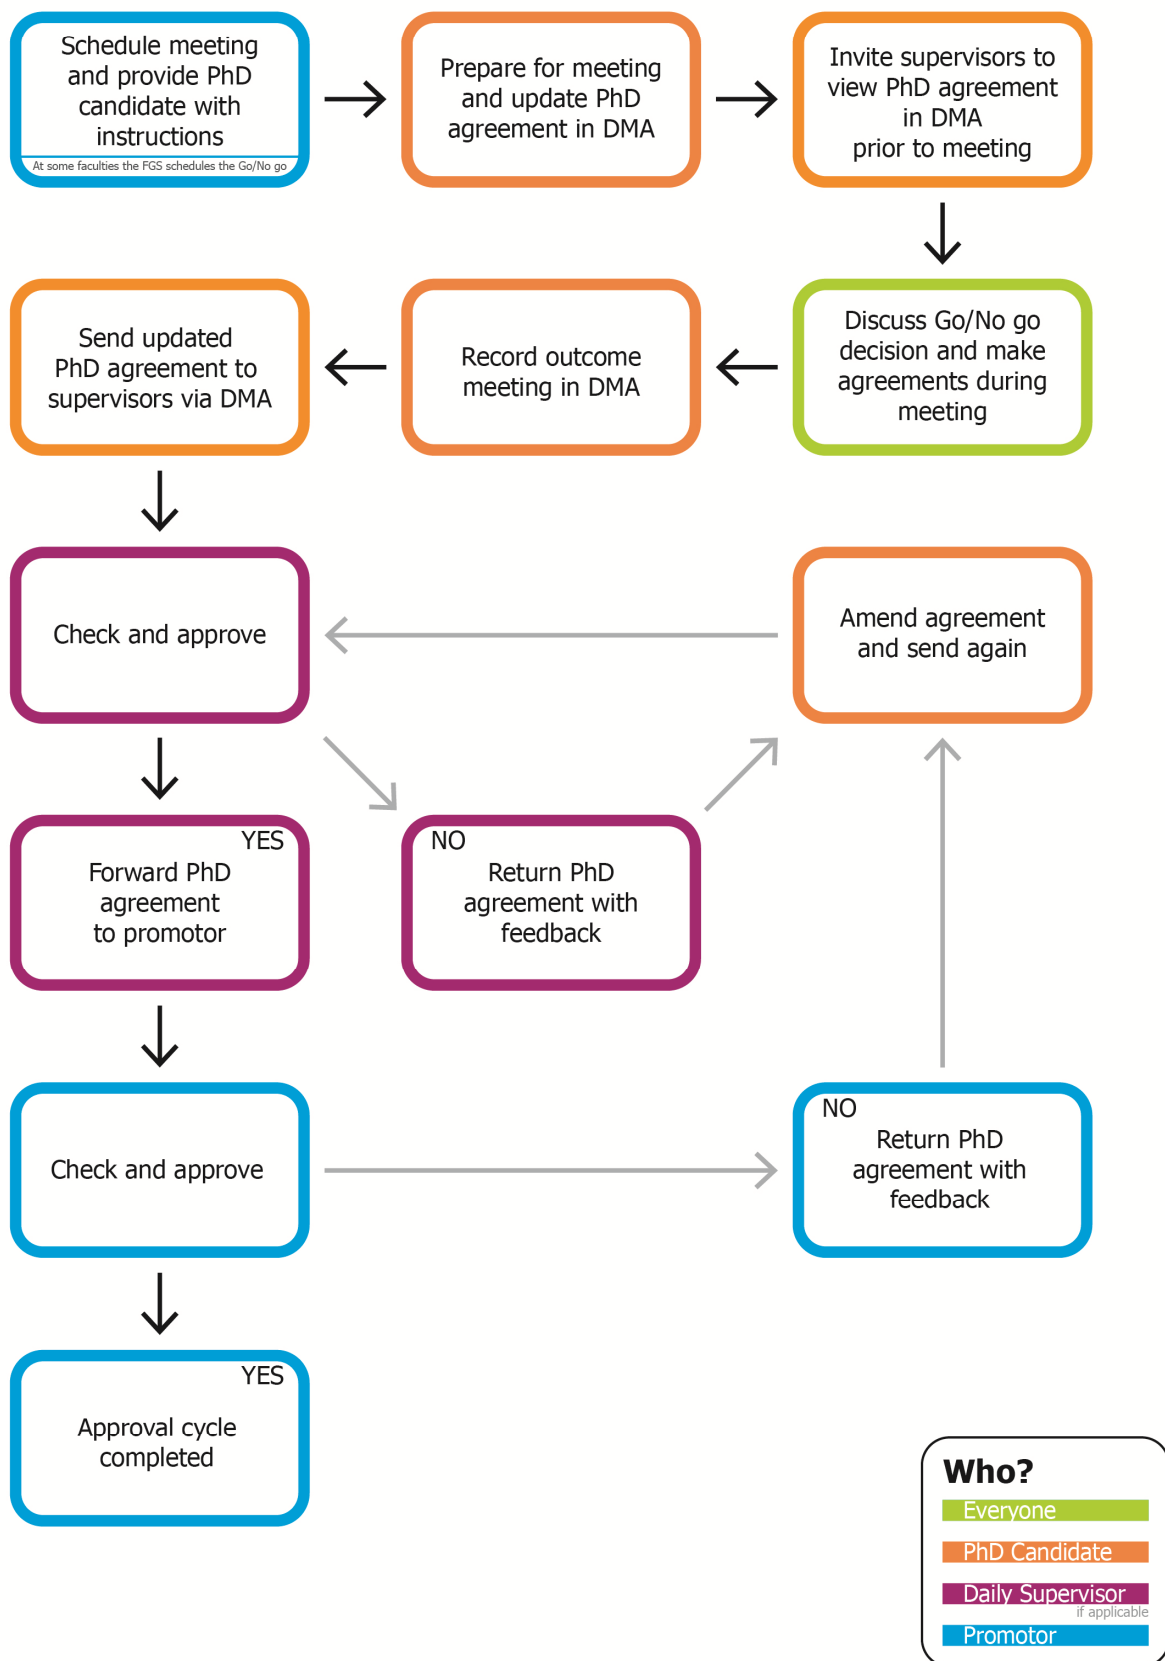 Schedule meeting
and provide PhD
candidate with
instructions
At some faculties the FGS schedules the Go/No go
Prepare for meeting
and update PhD
agreement in DMA
Invite supervisors to
view PhD agreement
in DMA
prior to meeting
Discuss Go/No go
decision and make
agreements during
meeting
Record outcome
meeting in DMA
Send updated
PhD agreement to
supervisors via DMA
Check and approve
Amend agreement
and send again
YES
Forward PhD
agreement
to promotor
NO
Return PhD
agreement with
feedback
Check and approve
NO
Return PhD
agreement with
feedback
YES
Approval cycle
completed
Who?
Everyone
PhD Candidate
Daily Supervisor
if applicable
Promotor